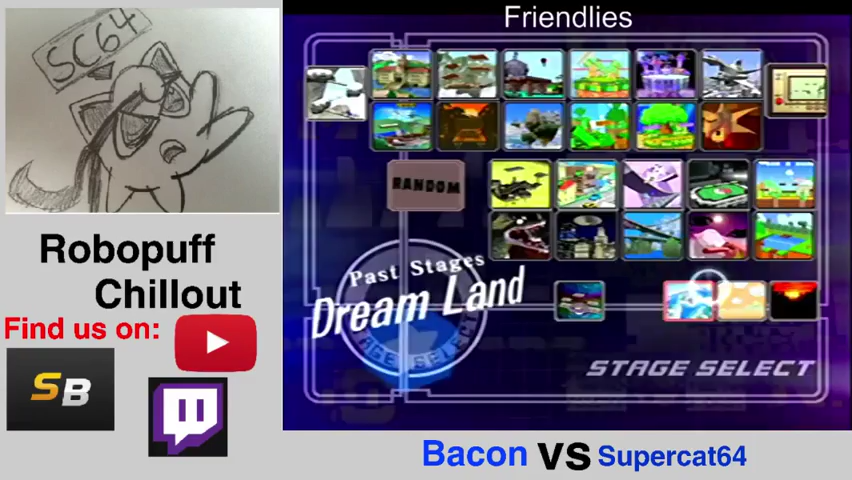 Friendlies
SC64
RANDOM
Past Stages
Dream Land
STAGE SELECT
Robopuff
Chillout
Find us on:
SB
Bacon VS Supercat64